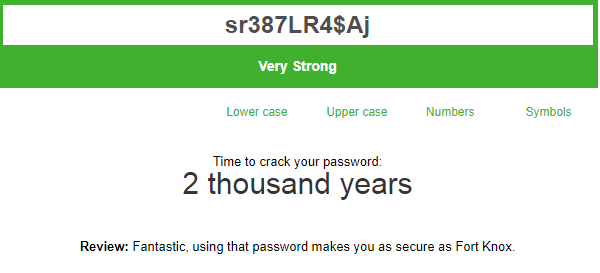 sr387LR4$Aj
Very Strong
Lower case Upper case Numbers Symbols
Time to crack your password:
2 thousand years
Review: Fantastic, using that password makes you as secure as Fort Knox.